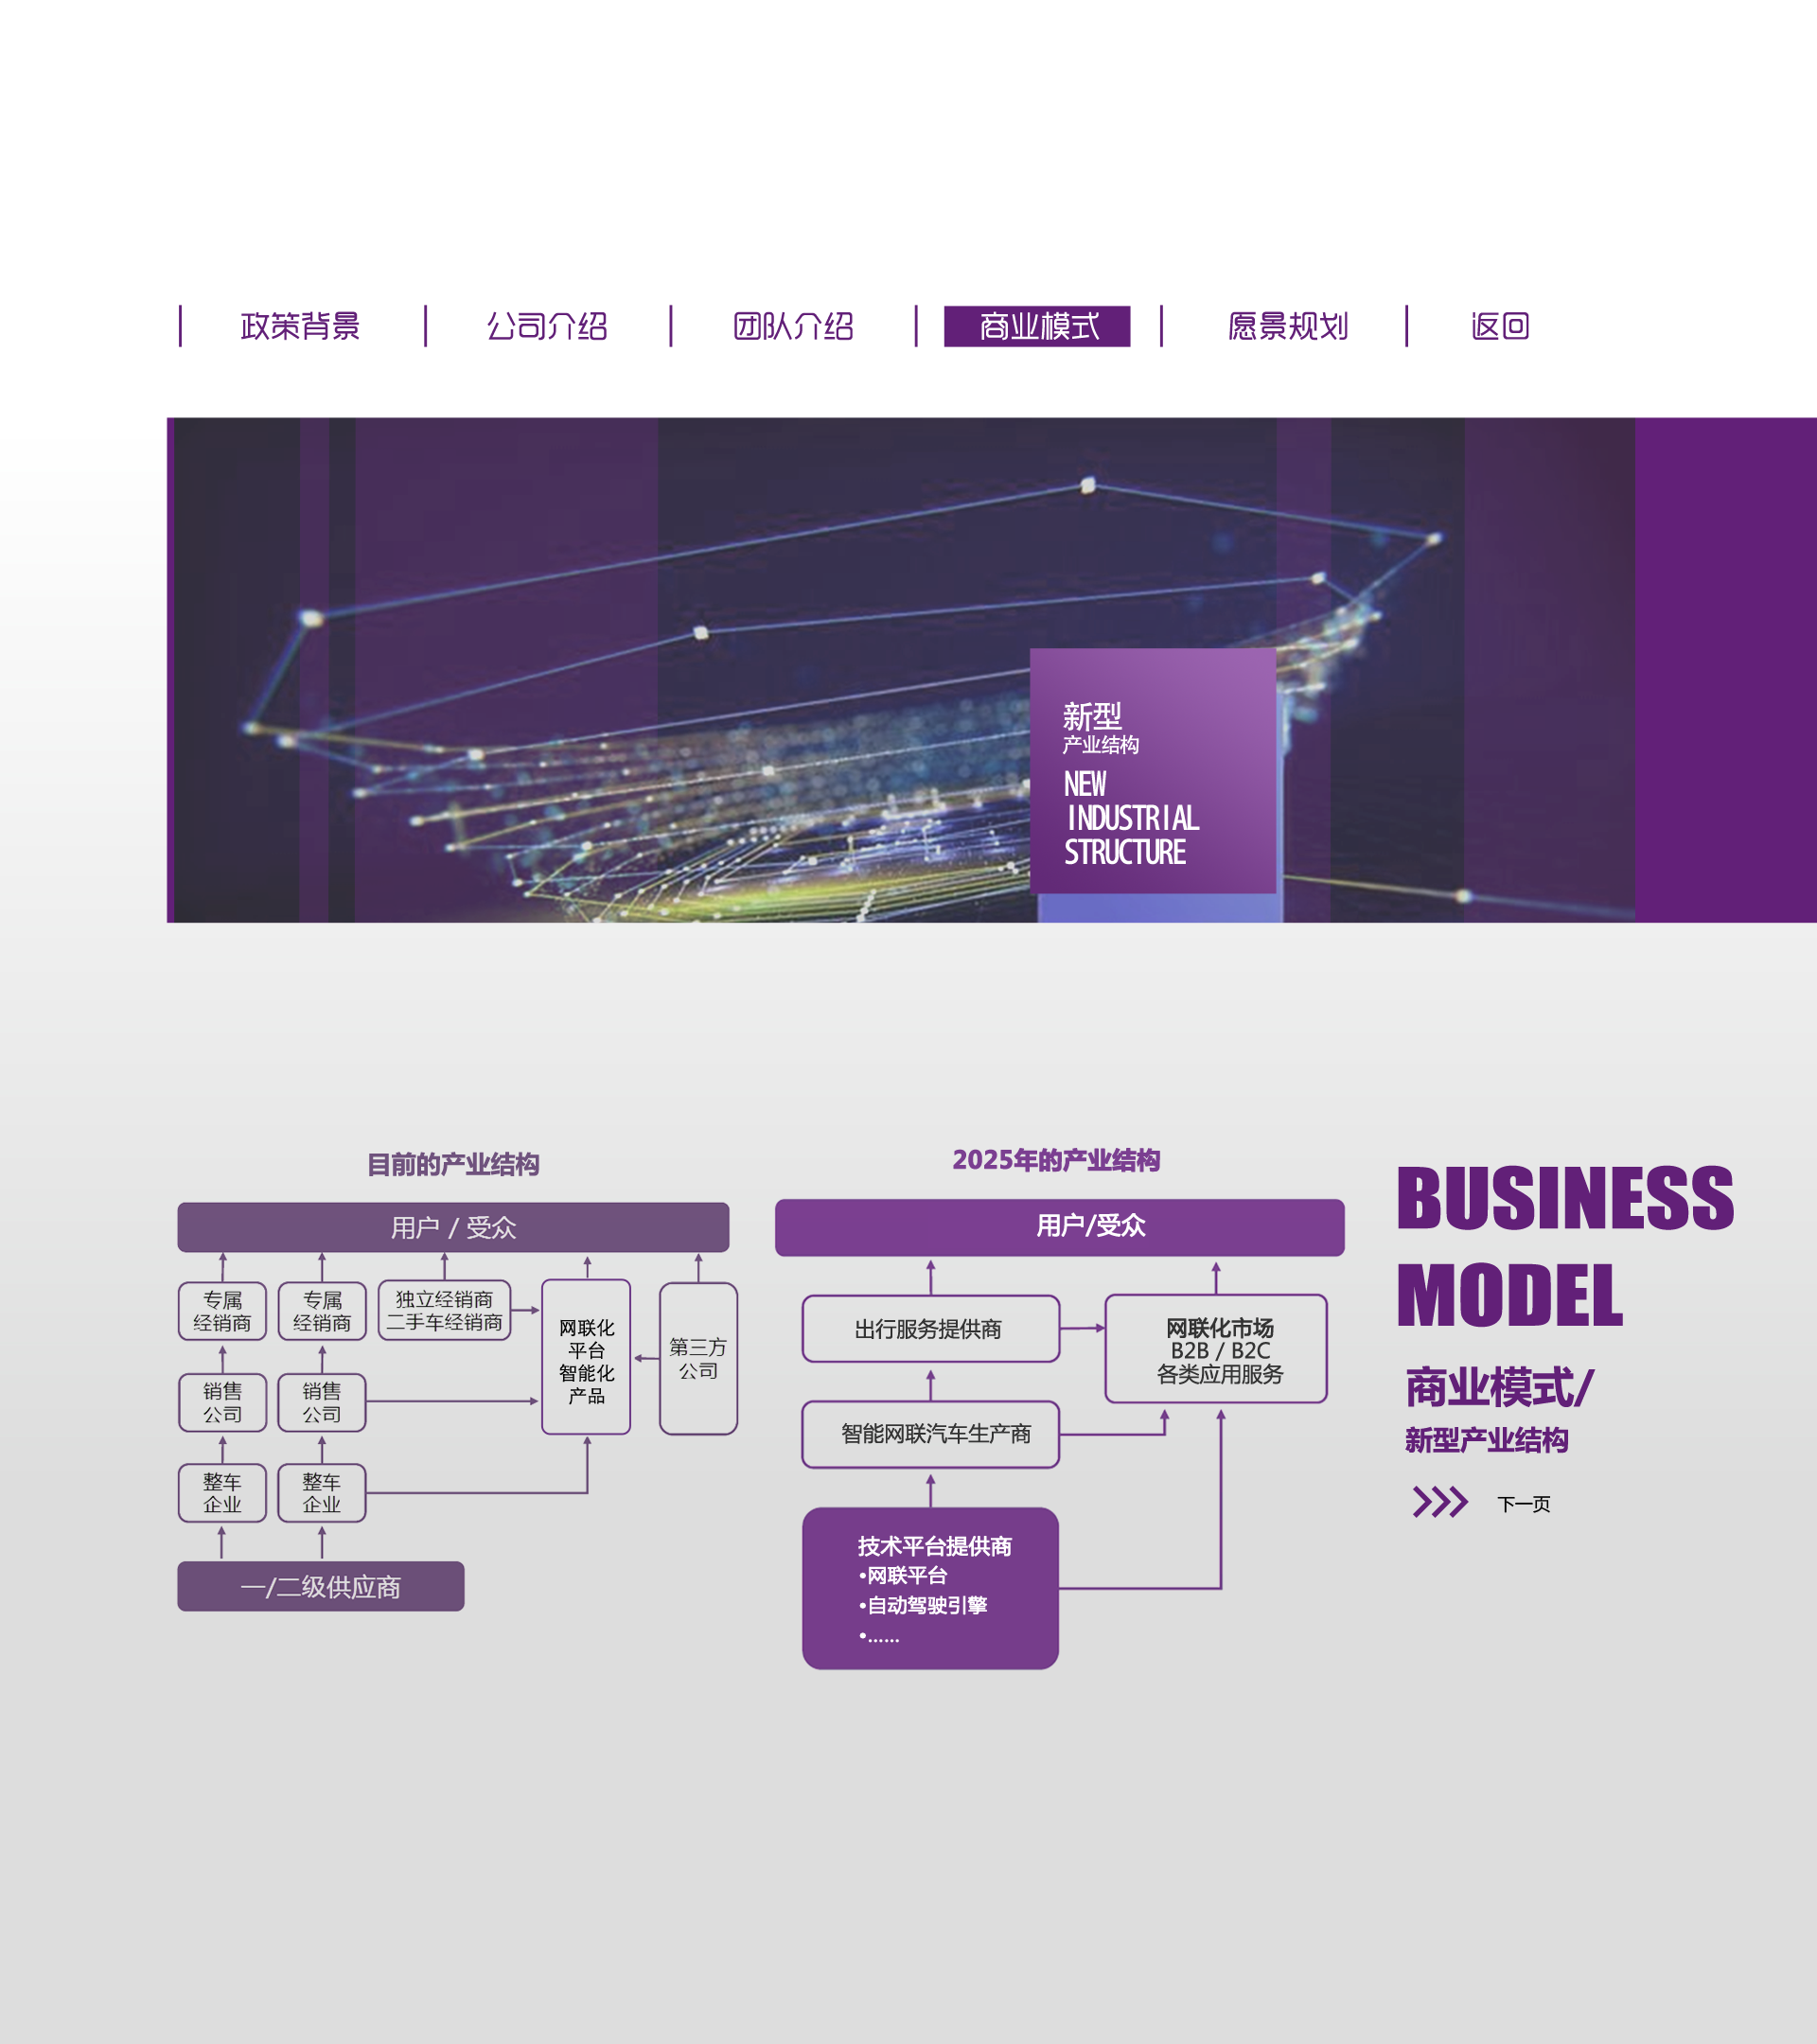 政策背景
公司介绍
团队介绍
商业模式
愿景规划
返回
新型
产业结构
NEW
INDUSTRIAL
STRUCTURE
目前的产业结构
用户 / 受众
专属
经销商
专属
经销商
独立经销商
二手车经销商
网联化
平台
智能化
产品
第三方
公司
销售
公司
销售
公司
整车
企业
整车
企业
一/二级供应商
2025年的产业结构
用户/受众
出行服务提供商
网联化市场
B2B / B2C
各类应用服务
智能网联汽车生产商
技术平台提供商
•网联平台
•自动驾驶引擎
•......
BUSINESS
MODEL
商业模式/
新型产业结构
下一页